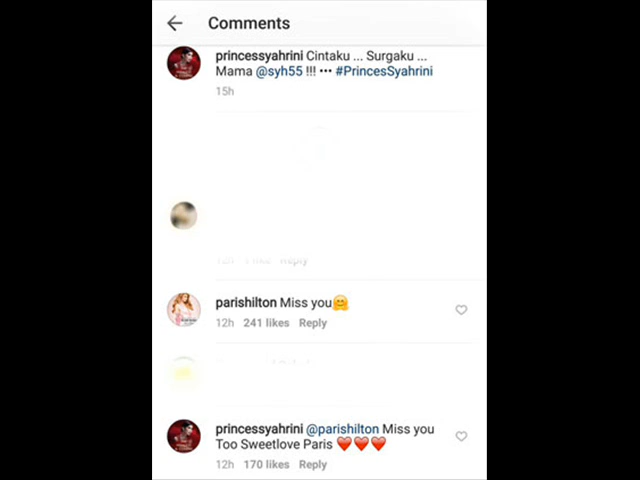 Comments
princessyahrini Cintaku ... Surgaku ...
Mama @syh55 !!! ••• #PrincesSyahrini
15h
Reply
parishilton Miss you🤗
12h 241 likes Reply
princessyahrini @parishilton Miss you
Too Sweetlove Paris ❤️❤️❤️
12h 170 likes Reply